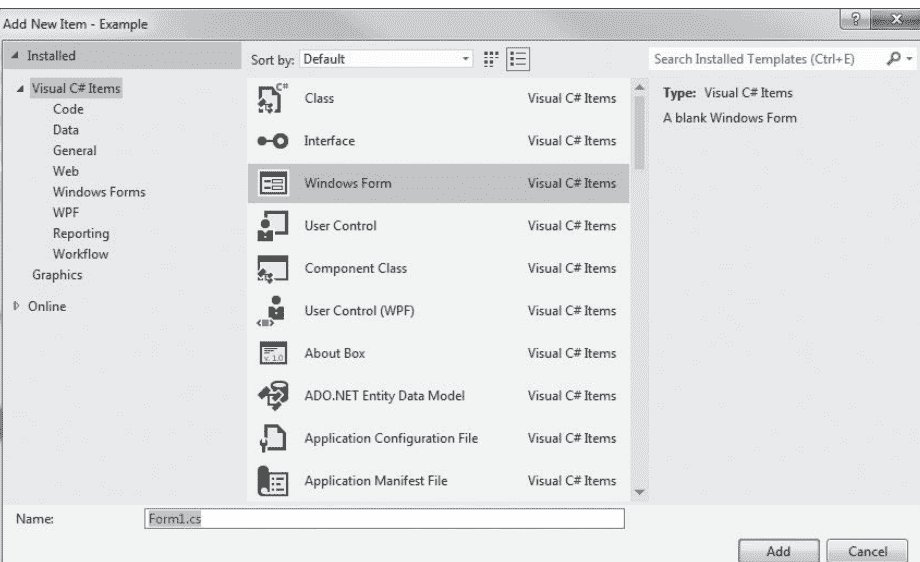 Add New Item - Example
?
Installed
Sort by: Default
Search Installed Templates (Ctrl+E)
Visual C# Items
Code
Data
General
Web
Windows Forms
WPF
Reporting
Workflow
Graphics
Online
C# Class Visual C# Items
Interface Visual C# Items
Windows Form Visual C# Items
User Control Visual C# Items
Component Class Visual C# Items
User Control (WPF) Visual C# Items
v. 1.0 About Box Visual C# Items
ADO.NET Entity Data Model Visual C# Items
Application Configuration File Visual C# Items
Application Manifest File Visual C# Items
Type: Visual C# Items
A blank Windows Form
Name: Form1.cs
Add Cancel